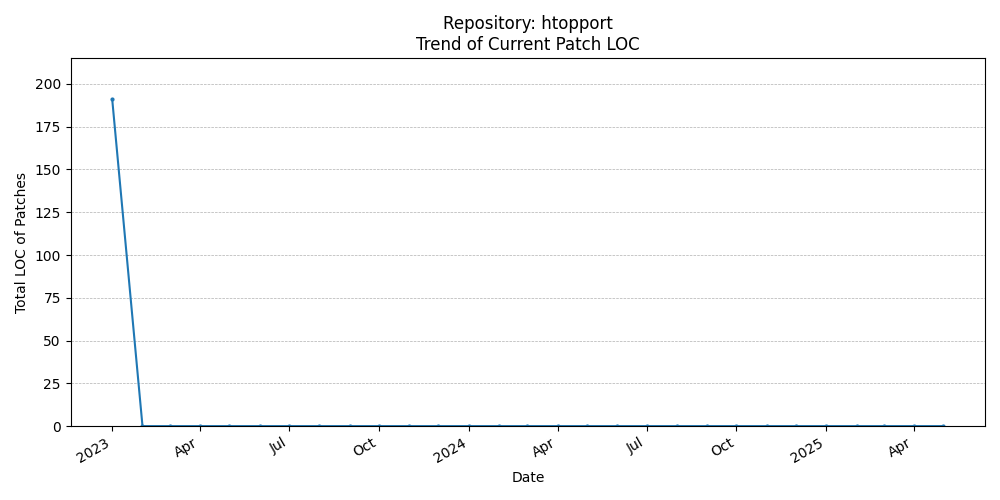 Repository: htopport
Trend of Current Patch LOC
Total LOC of Patches
200
175
150
125
100
75
50
25
0
2023
Apr
Jul
Oct
2024
Apr
Jul
Oct
2025
Apr
Date